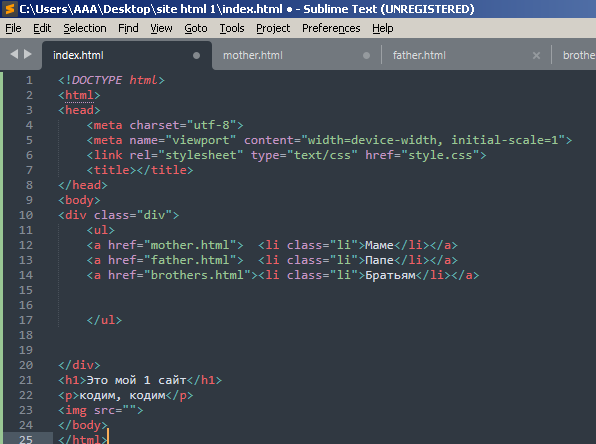 C:\Users\AAA\Desktop\site html 1\index.html • - Sublime Text (UNREGISTERED)
File Edit Selection Find View Goto Tools Project Preferences Help
index.html mother.html father.html brothe
1 <!DOCTYPE html>
2 <html>
3 <head>
4 <meta charset="utf-8">
5 <meta name="viewport" content="width=device-width, initial-scale=1">
6 <link rel="stylesheet" type="text/css" href="style.css">
7 <title></title>
8 </head>
9 <body>
10 <div class="div">
11 <ul>
12 <a href="mother.html"> <li class="li">Маме</li></a>
13 <a href="father.html"> <li class="li">Папе</li></a>
14 <a href="brothers.html"><li class="li">Братьям</li></a>
15
16
17 </ul>
18
19
20 </div>
21 <h1>Это мой 1 сайт</h1>
22 <p>кодим, кодим</p>
23 <img src="">
24 </body>
25 </html>